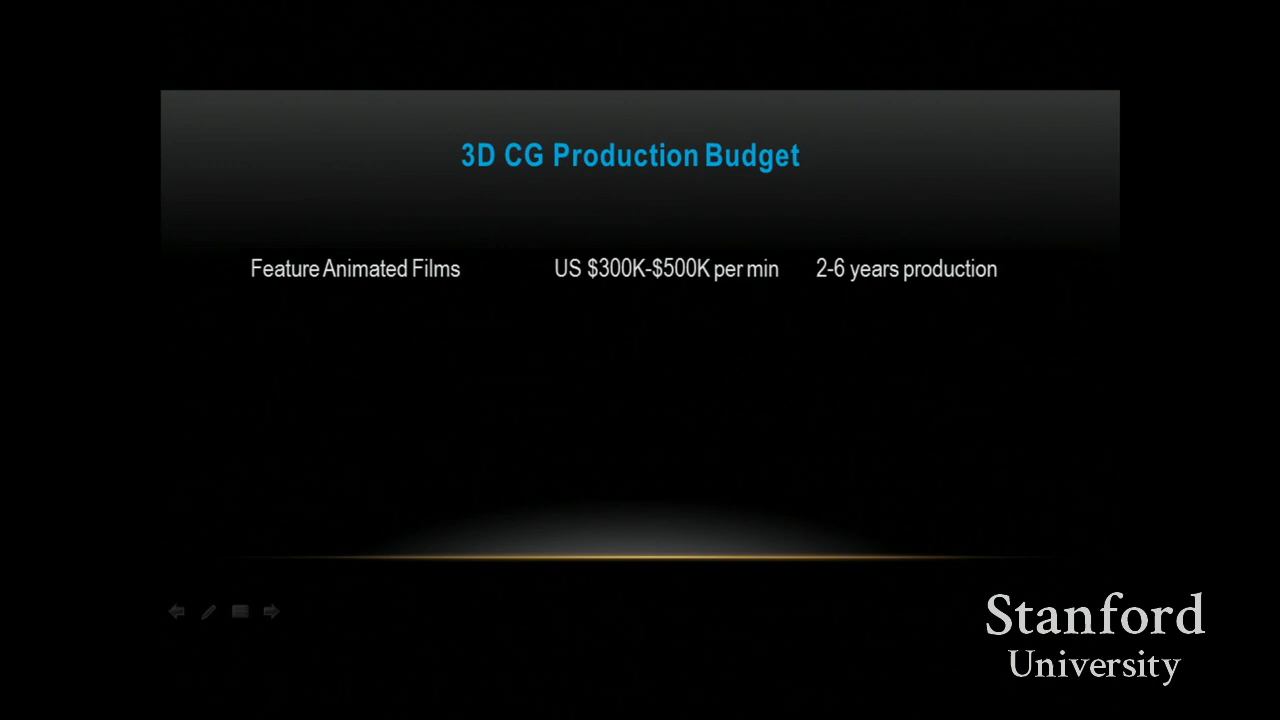 3D CG Production Budget
Feature Animated Films US $300K-$500K per min 2-6 years production
Stanford
University